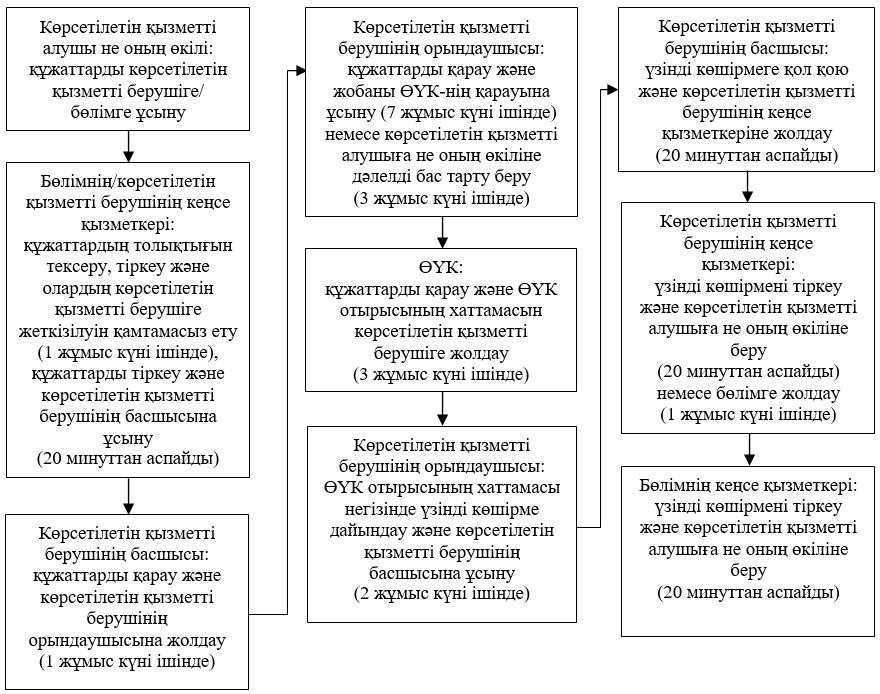 Көрсетілетін қызметті
алушы не оның өкілі:
құжаттарды көрсетілетін
қызметті берушіге/
бөлімге ұсыну
Бөлімнің/көрсетілетін
қызметті берушінің кеңсе
қызметкері:
құжаттардың толықтығын
тексеру, тіркеу және
олардың көрсетілетін
қызметті берушіге
жеткізілуін қамтамасыз ету
(1 жұмыс күні ішінде),
құжаттарды тіркеу және
көрсетілетін қызметті
берушінің басшысына
ұсыну
(20 минуттан аспайды)
Көрсетілетін қызметті
берушінің басшысы:
құжаттарды қарау және
көрсетілетін қызметті
берушінің
орындаушысына жолдау
(1 жұмыс күні ішінде)
Көрсетілетін қызметті
берушінің орындаушысы:
құжаттарды қарау және
жобаны ӨҮК-нің қарауына
ұсыну (7 жұмыс күні ішінде)
немесе көрсетілетін қызметті
алушыға не оның өкіліне
дәлелді бас тарту беру
(3 жұмыс күні ішінде)
ӨҮК:
құжаттарды қарау және ӨҮК
отырысының хаттамасын
көрсетілетін қызметті
берушіге жолдау
(3 жұмыс күні ішінде)
Көрсетілетін қызметті
берушінің орындаушысы:
ӨҮК отырысының хаттамасы
негізінде үзінді көшірме
дайындау және көрсетілетін
қызметті берушінің
басшысына ұсыну
(2 жұмыс күні ішінде)
Көрсетілетін қызметті
берушінің басшысы:
үзінді көшірмеге қол қою
және көрсетілетін қызметті
берушінің кеңсе
қызметкеріне жолдау
(20 минуттан аспайды)
Көрсетілетін қызметті
берушінің кеңсе
қызметкері:
үзінді көшірмені тіркеу
және көрсетілетін қызметті
алушыға не оның өкіліне
беру
(20 минуттан аспайды)
немесе бөлімге жолдау
(1 жұмыс күні ішінде)
Бөлімнің кеңсе қызметкері:
үзінді көшірмені тіркеу
және көрсетілетін қызметті
алушыға не оның өкіліне
беру
(20 минуттан аспайды)